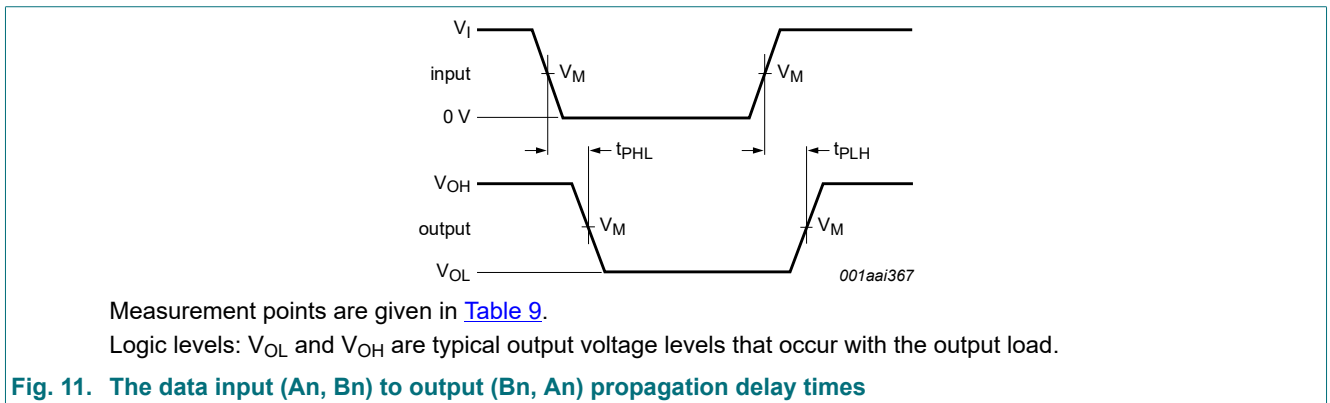 V_I
input
V_M
V_M
0 V
t_PHL
t_PLH
V_OH
output
V_M
V_M
V_OL
001aai367
Measurement points are given in Table 9.
Logic levels: V_OL and V_OH are typical output voltage levels that occur with the output load.
Fig. 11. The data input (An, Bn) to output (Bn, An) propagation delay times